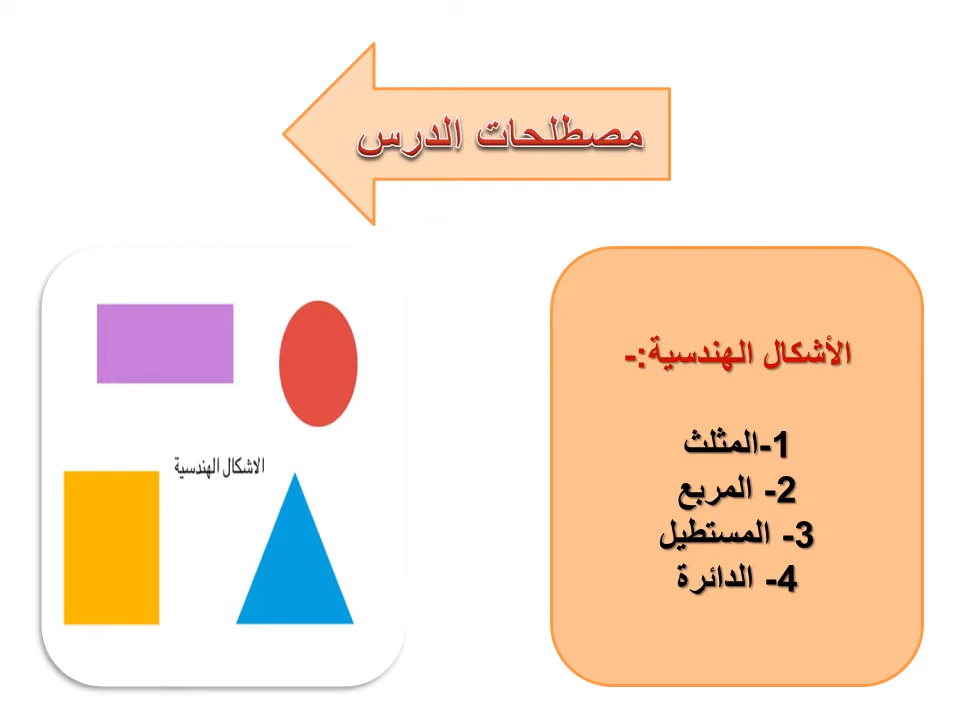 مصطلحات الدرس
الأشكال الهندسية:-
1-المثلث
2- المربع
3- المستطيل
4- الدائرة
الاشكال الهندسية